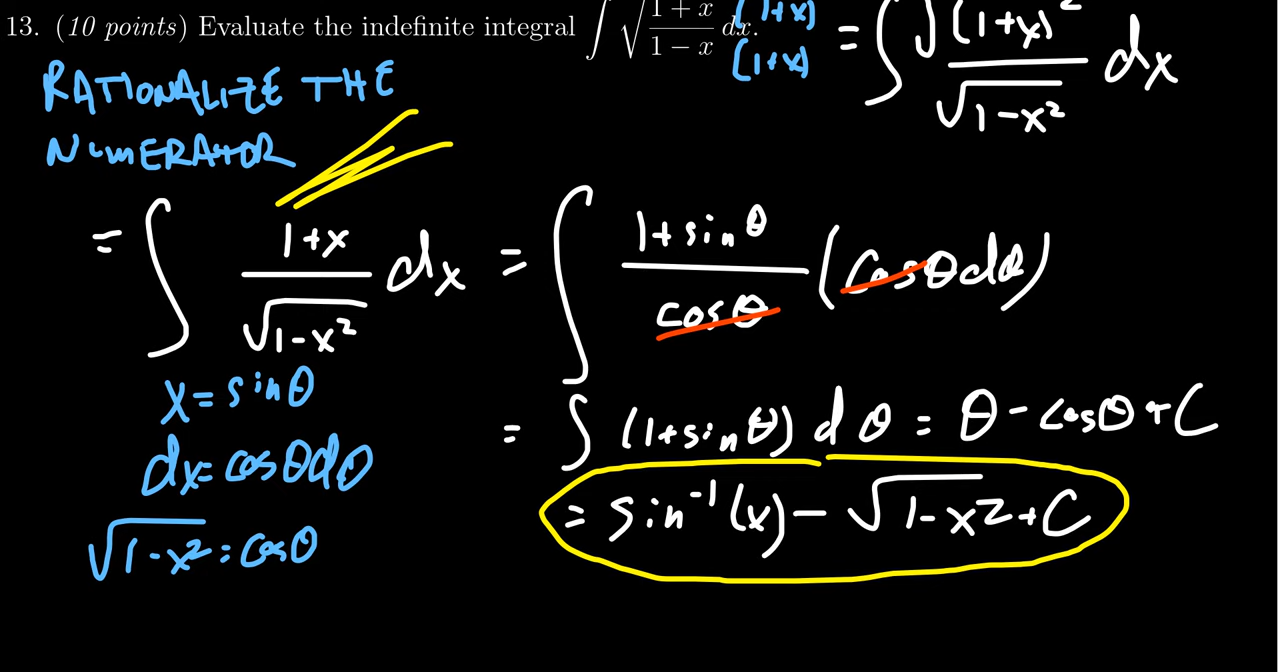 13. (10 points) Evaluate the indefinite integral ∫ √((1 + x)/(1 − x)) dx. (1+x)/(1+x) = ∫ √((1+x)²)/√(1-x²) dx
RATIONALIZE THE
NUMERATOR
= ∫ (1+x)/√(1-x²) dx = ∫ (1+sinθ)/cosθ (cosθdθ)
x = sinθ
dx = cosθdθ
√(1-x²) = cosθ
= ∫ (1+sinθ) dθ = θ - cosθ + C
= sin⁻¹(x) - √(1-x²) + C